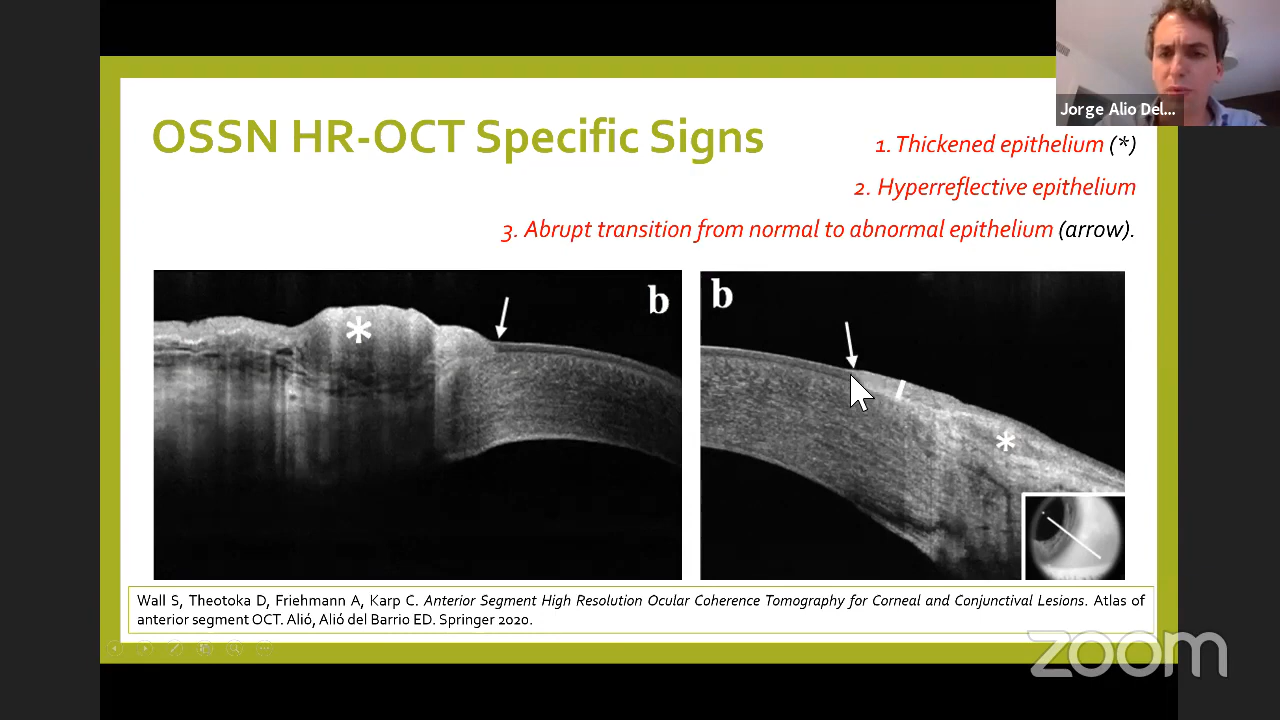 Jorge Alio Del...
OSSN HR-OCT Specific Signs
1. Thickened epithelium (*)
2. Hyperreflective epithelium
3. Abrupt transition from normal to abnormal epithelium (arrow).
b
*
b
*
Wall S, Theotoka D, Friehmann A, Karp C. Anterior Segment High Resolution Ocular Coherence Tomography for Corneal and Conjunctival Lesions. Atlas of
anterior segment OCT. Alió, Alió del Barrio ED. Springer 2020.
zoom